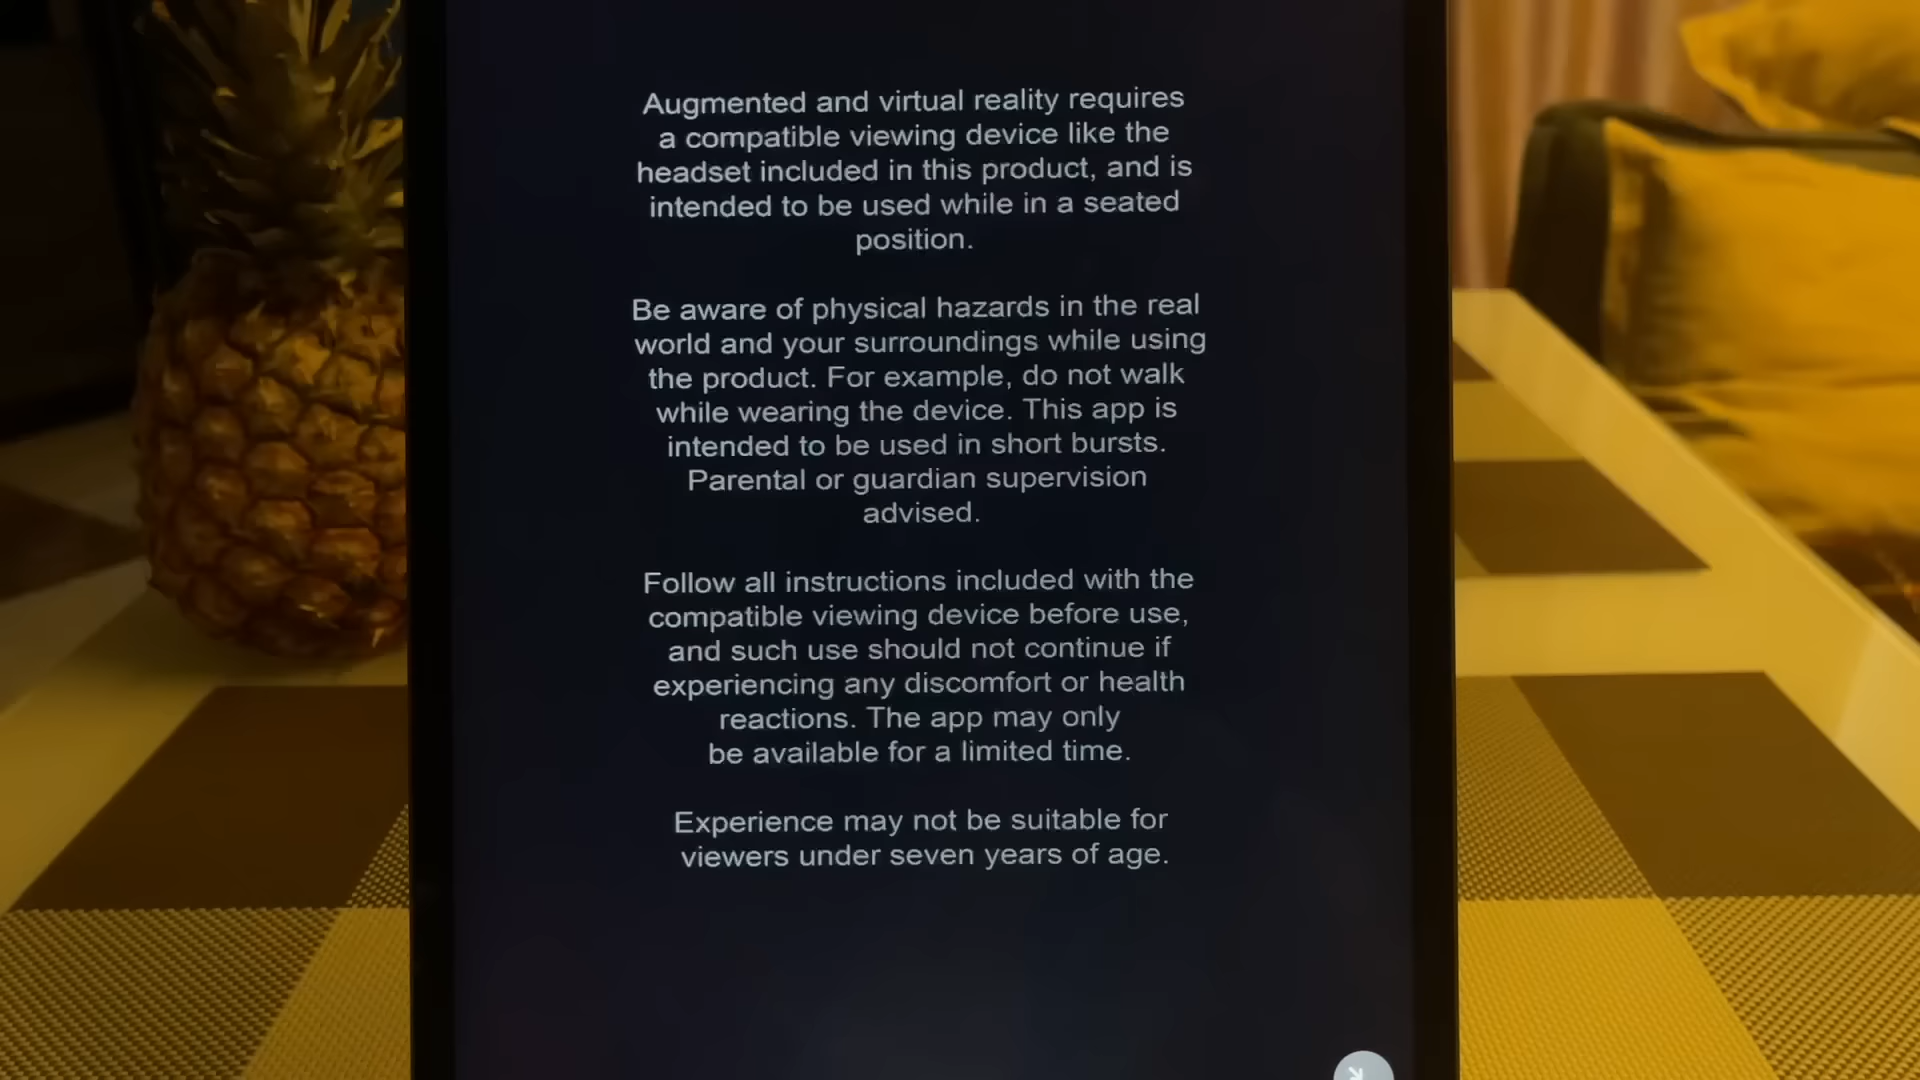 Augmented and virtual reality requires
a compatible viewing device like the
headset included in this product, and is
intended to be used while in a seated
position.
Be aware of physical hazards in the real
world and your surroundings while using
the product. For example, do not walk
while wearing the device. This app is
intended to be used in short bursts.
Parental or guardian supervision
advised.
Follow all instructions included with the
compatible viewing device before use,
and such use should not continue if
experiencing any discomfort or health
reactions. The app may only
be available for a limited time.
Experience may not be suitable for
viewers under seven years of age.